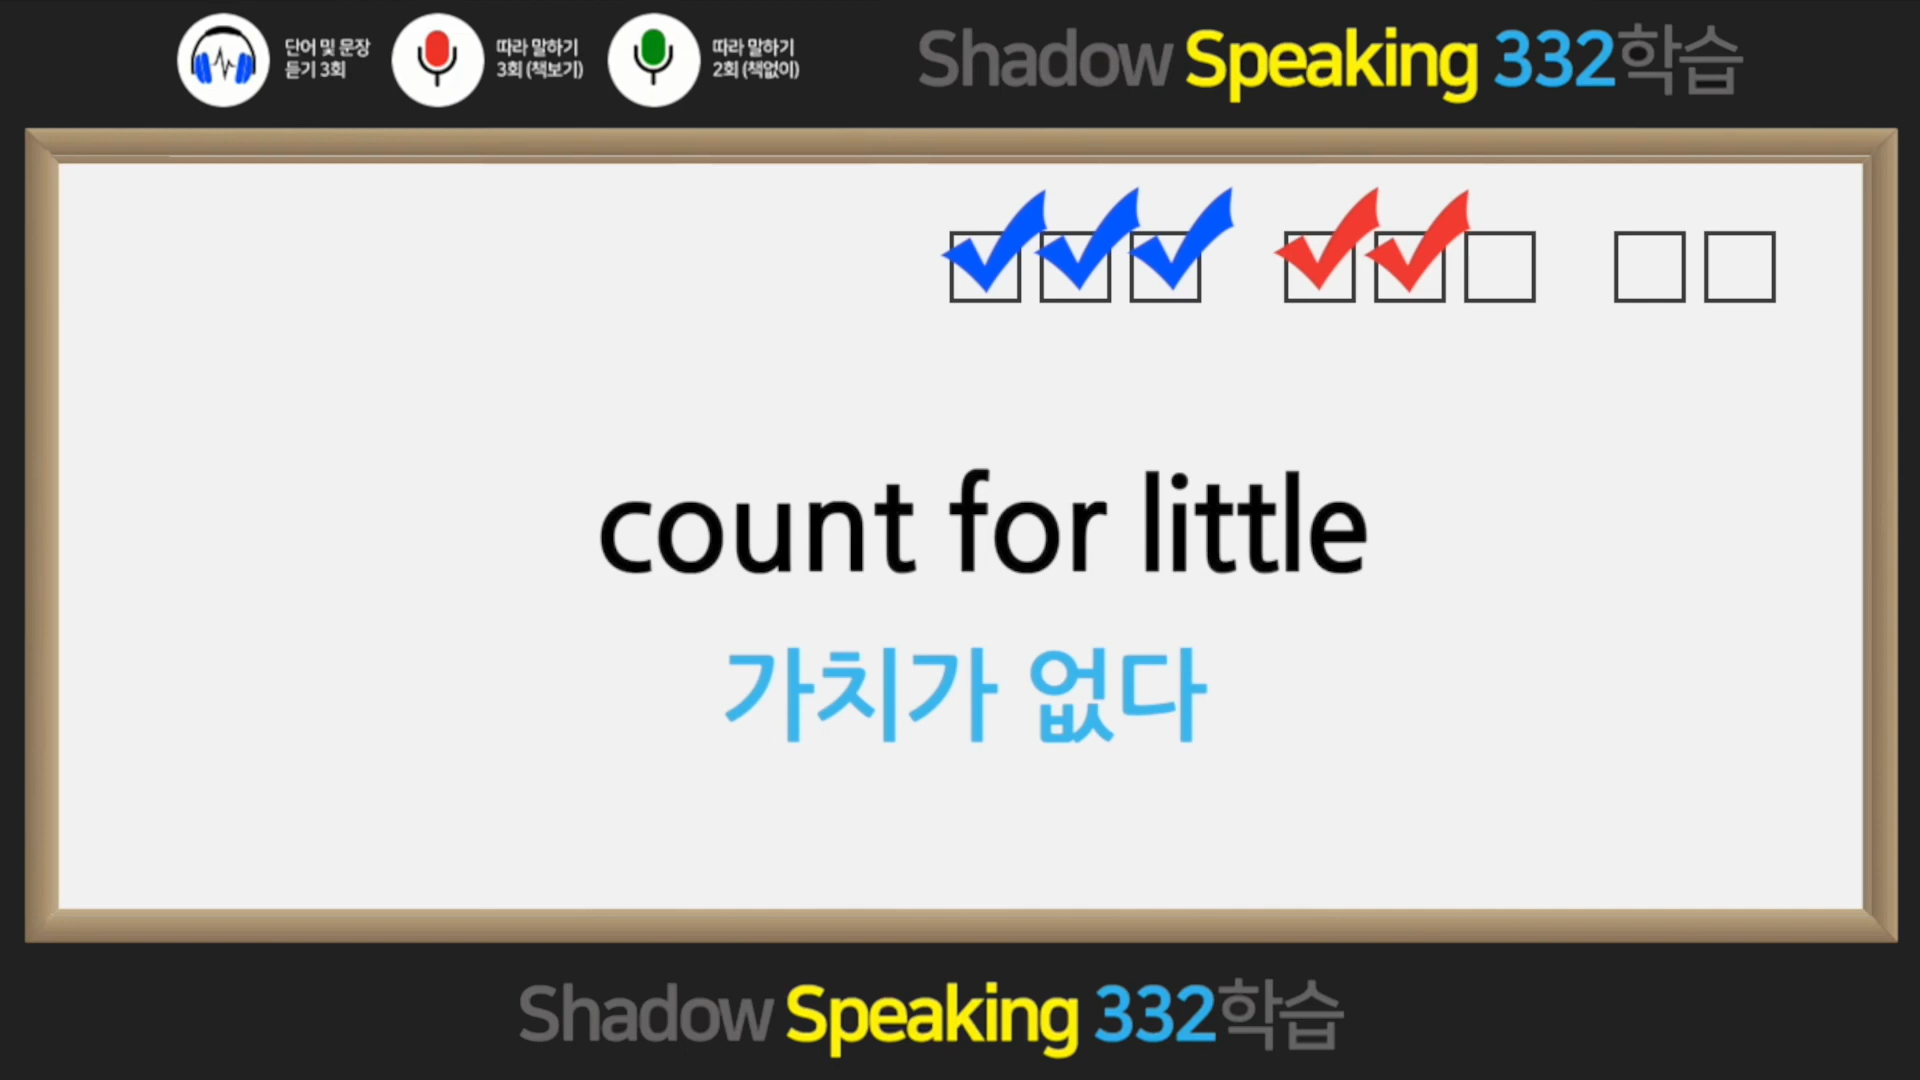 단어 및 문장
듣기 3회
따라 말하기
3회 (책보기)
따라 말하기
2회 (책없이)
Shadow Speaking 332학습
count for little
가치가 없다
Shadow Speaking 332학습